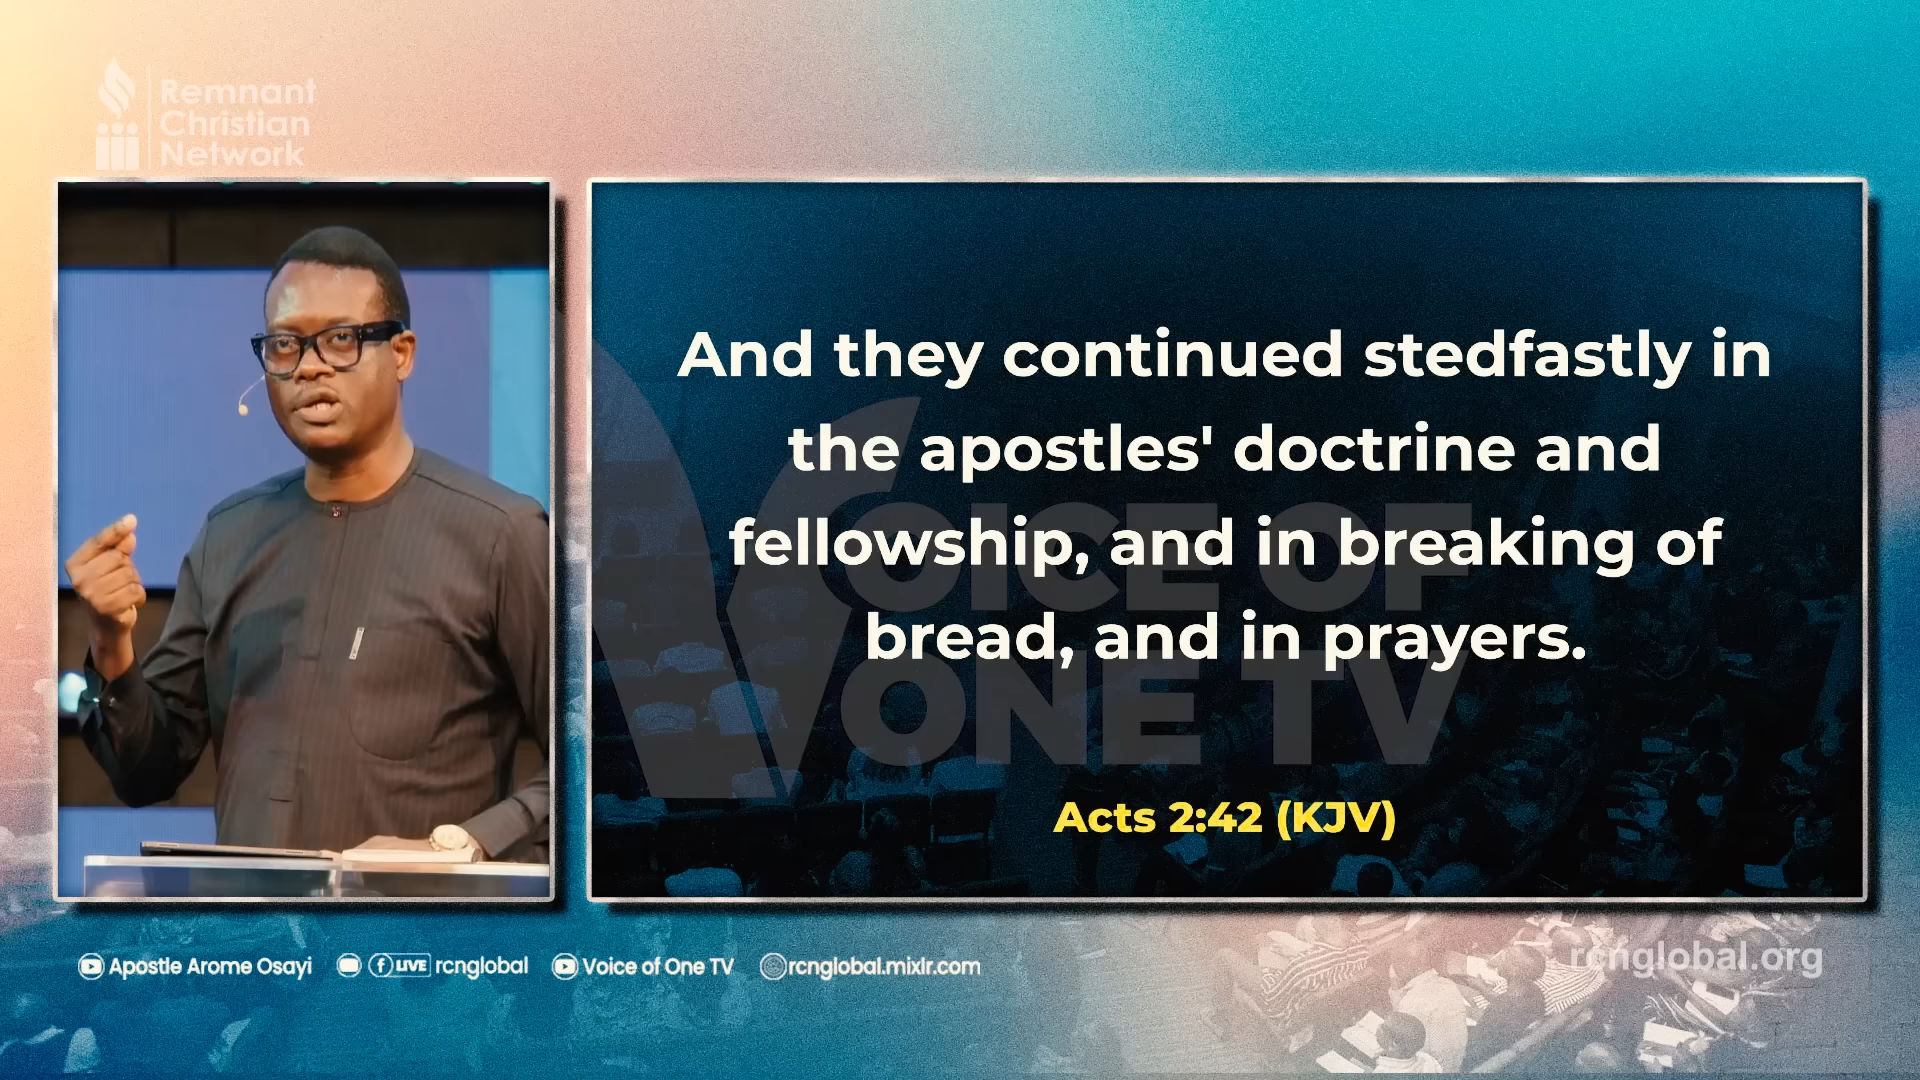 Remnant
Christian
Network
And they continued stedfastly in
the apostles' doctrine and
fellowship, and in breaking of
bread, and in prayers.
VOICE OF
ONE TV
Acts 2:42 (KJV)
Apostle Arome Osayi LIVE rcnglobal Voice of One TV rcnglobal.mixlr.com
rcnglobal.org